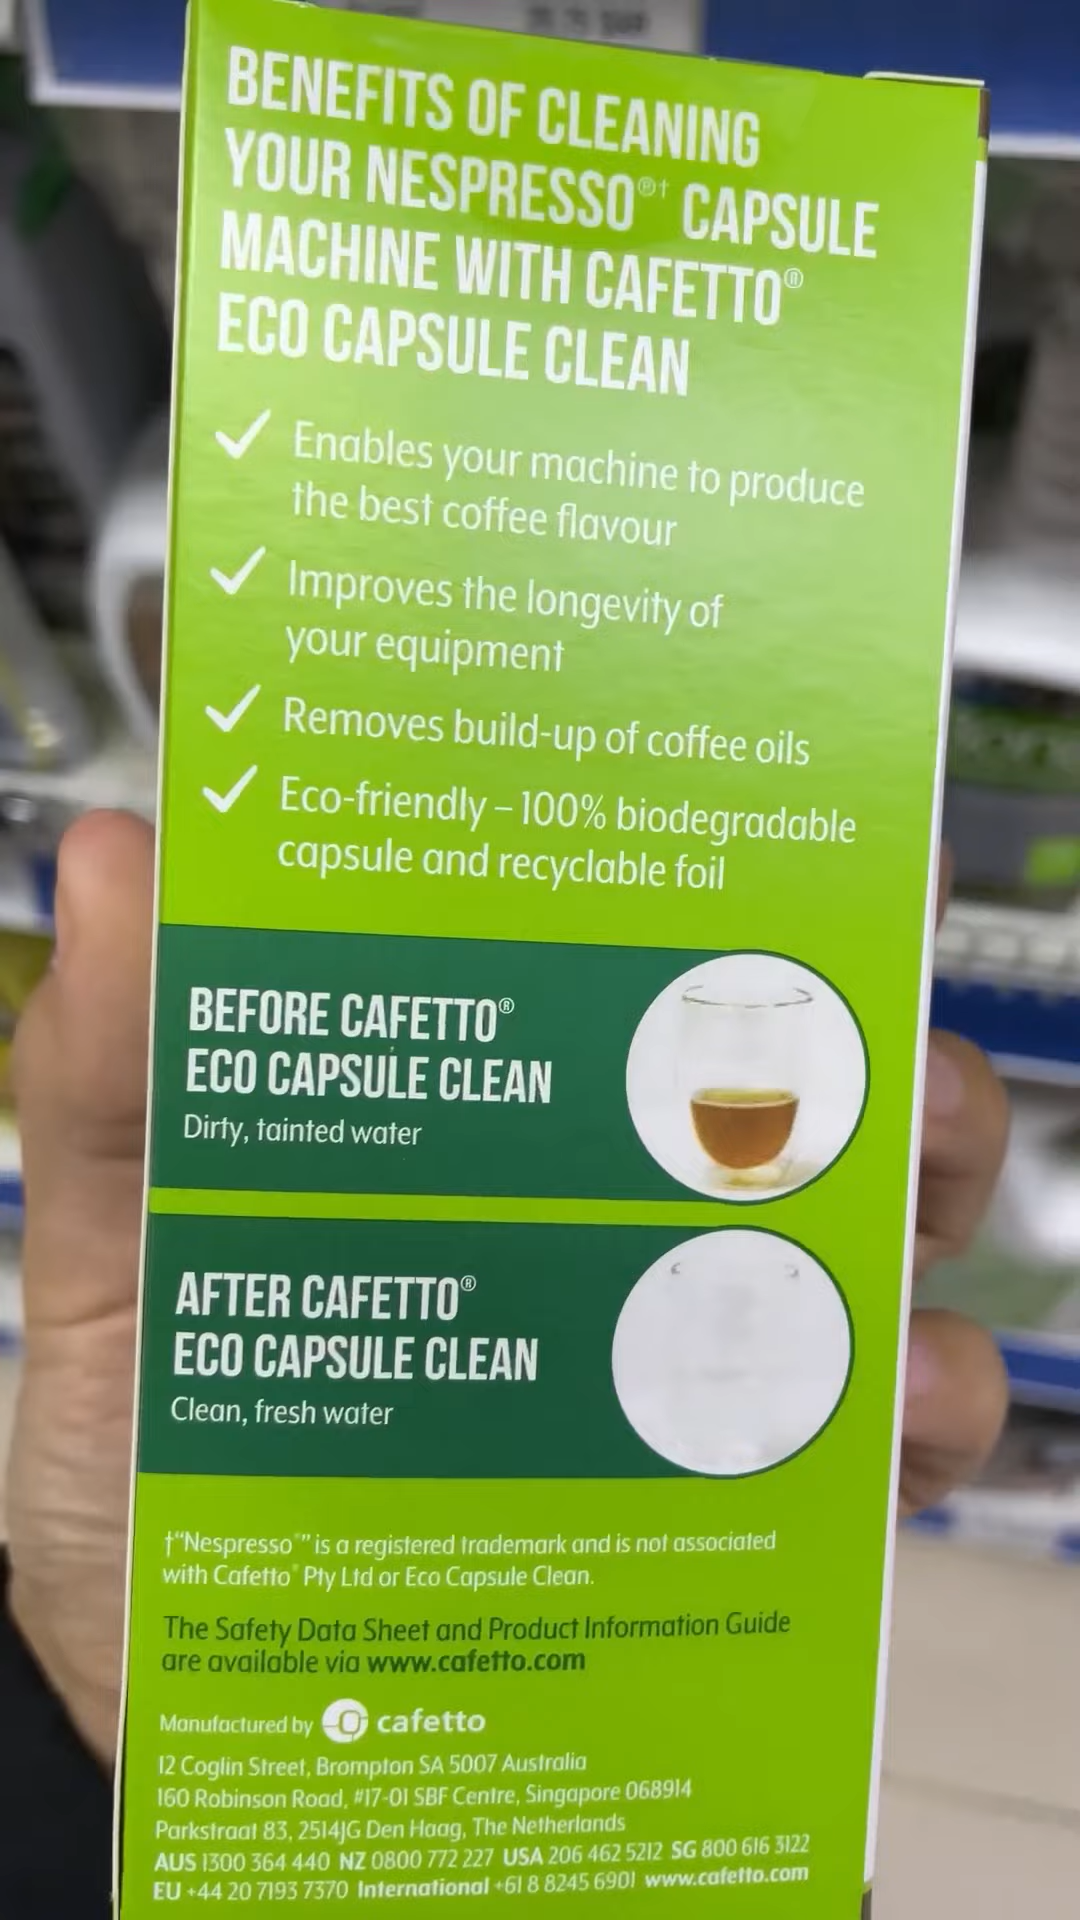 BENEFITS OF CLEANING
YOUR NESPRESSO®† CAPSULE
MACHINE WITH CAFETTO®
ECO CAPSULE CLEAN
Enables your machine to produce
the best coffee flavour
Improves the longevity of
your equipment
Removes build-up of coffee oils
Eco-friendly – 100% biodegradable
capsule and recyclable foil
BEFORE CAFETTO®
ECO CAPSULE CLEAN
Dirty, tainted water
AFTER CAFETTO®
ECO CAPSULE CLEAN
Clean, fresh water
†“Nespresso®” is a registered trademark and is not associated
with Cafetto® Pty Ltd or Eco Capsule Clean.
The Safety Data Sheet and Product Information Guide
are available via www.cafetto.com
Manufactured by cafetto
12 Coglin Street, Brompton SA 5007 Australia
160 Robinson Road, #17-01 SBF Centre, Singapore 068914
Parkstraat 83, 2514JG Den Haag, The Netherlands
AUS 1300 364 440 NZ 0800 772 227 USA 206 462 5212 SG 800 616 3122
EU +44 20 7193 7370 International +61 8 8245 6901 www.cafetto.com